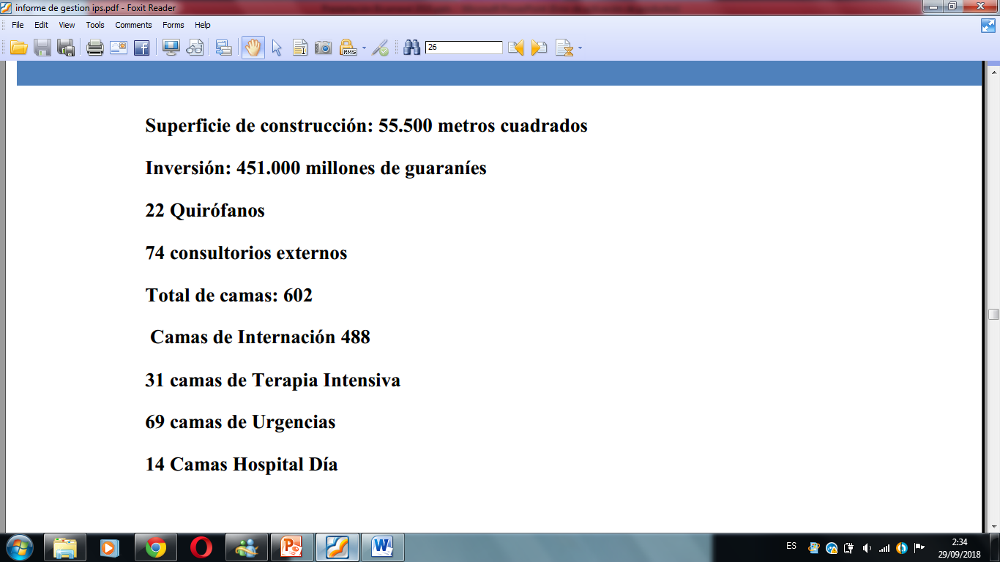 informe de gestion ips.pdf - Foxit Reader
File Edit View Tools Comments Forms Help
RMS 26
Superficie de construcción: 55.500 metros cuadrados
Inversión: 451.000 millones de guaraníes
22 Quirófanos
74 consultorios externos
Total de camas: 602
Camas de Internación 488
31 camas de Terapia Intensiva
69 camas de Urgencias
14 Camas Hospital Día
ES 2:34
29/09/2018